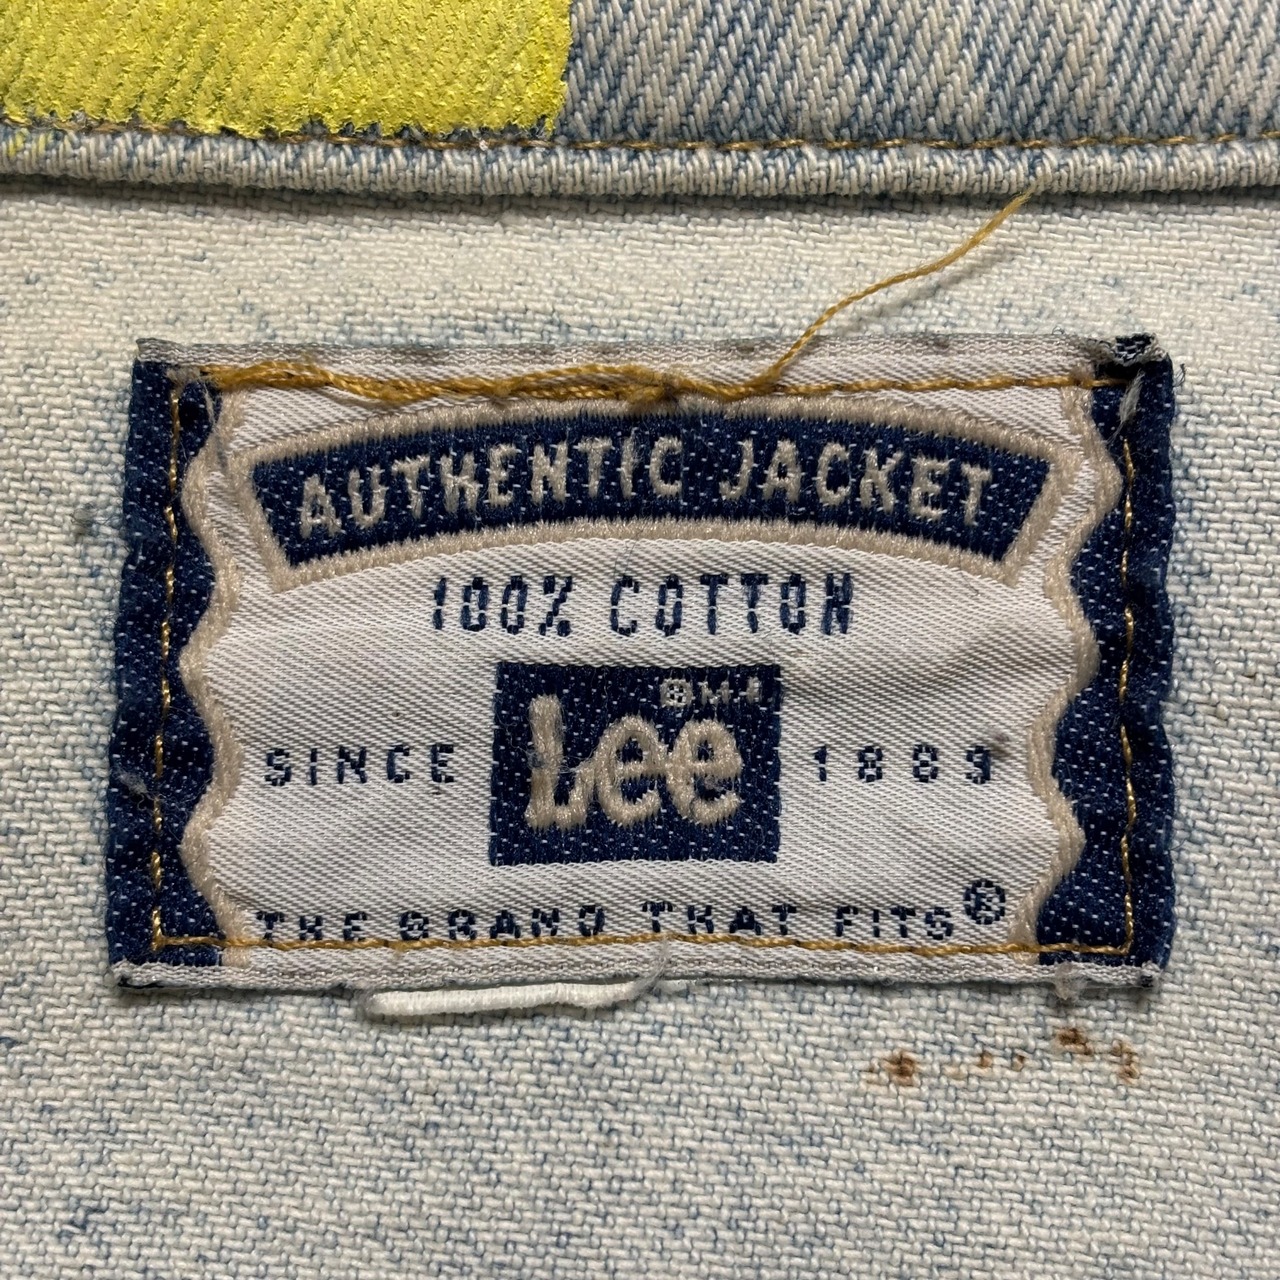 AUTHENTIC JACKET
100% COTTON
® M.R
Lee
SINCE 1889
THE BRAND THAT FITS®